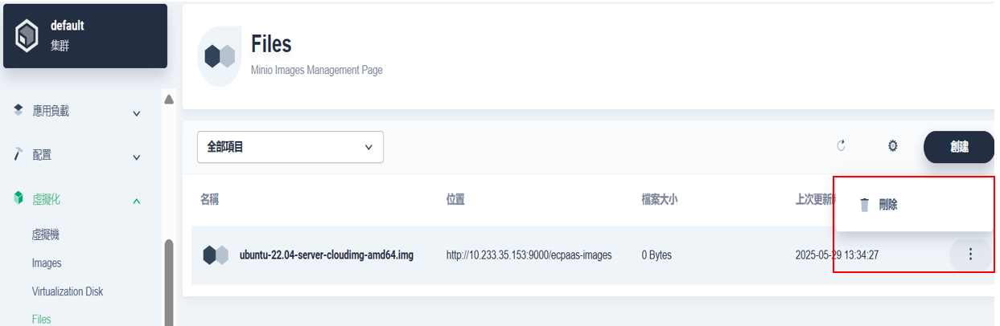 default
集群
應用負載
配置
虛擬化
虛擬機
Images
Virtualization Disk
Files
Files
Minio Images Management Page
全部項目
創建
名稱 位置 檔案大小 上次更新
刪除
ubuntu-22.04-server-cloudimg-amd64.img http://10.233.35.153:9000/ecpaas-images 0 Bytes 2025-05-29 13:34:27